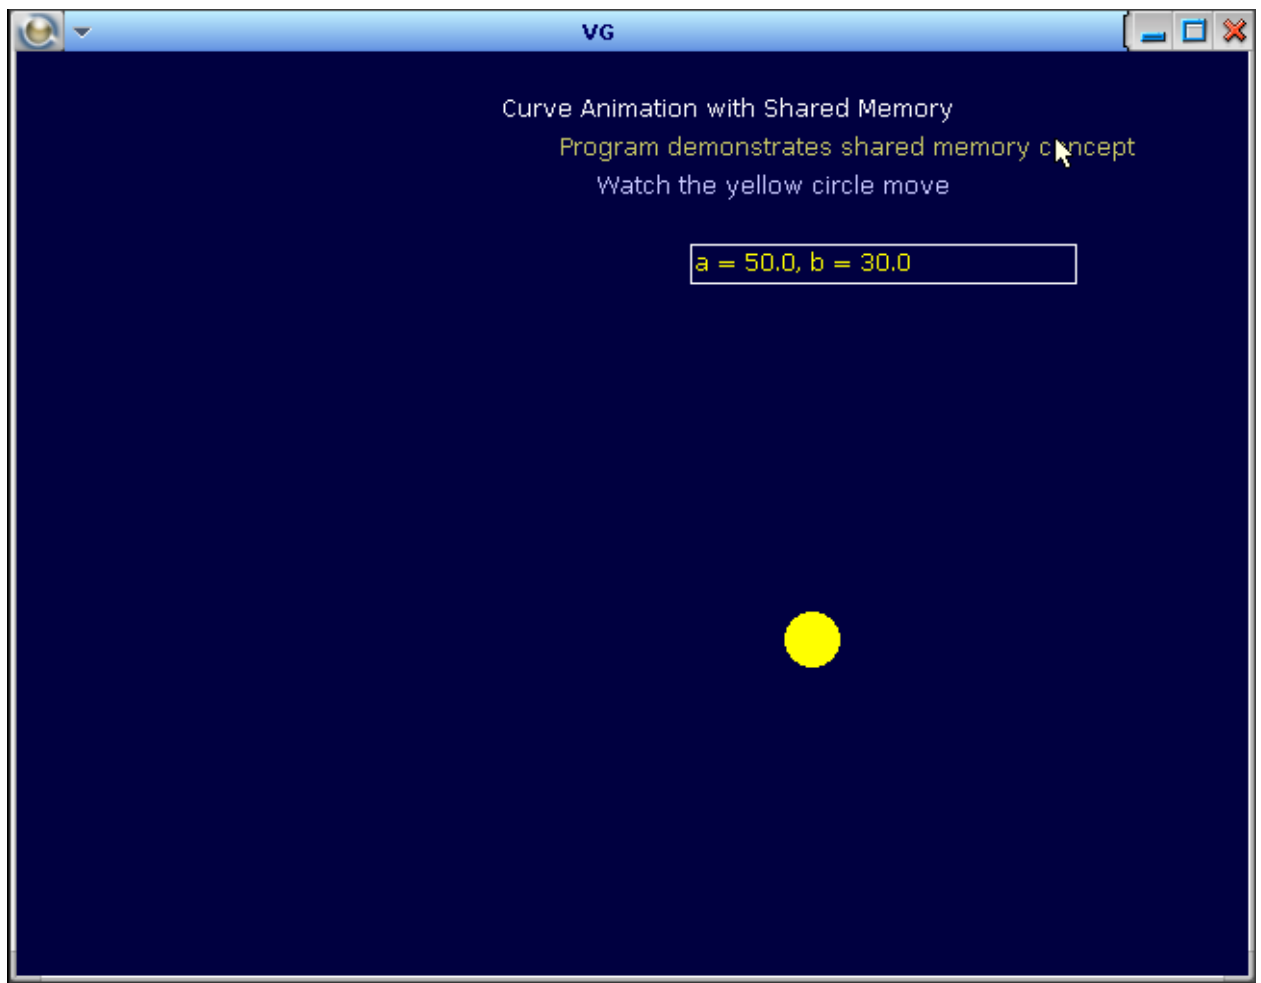 VG
Curve Animation with Shared Memory
Program demonstrates shared memory concept
Watch the yellow circle move
a = 50.0, b = 30.0